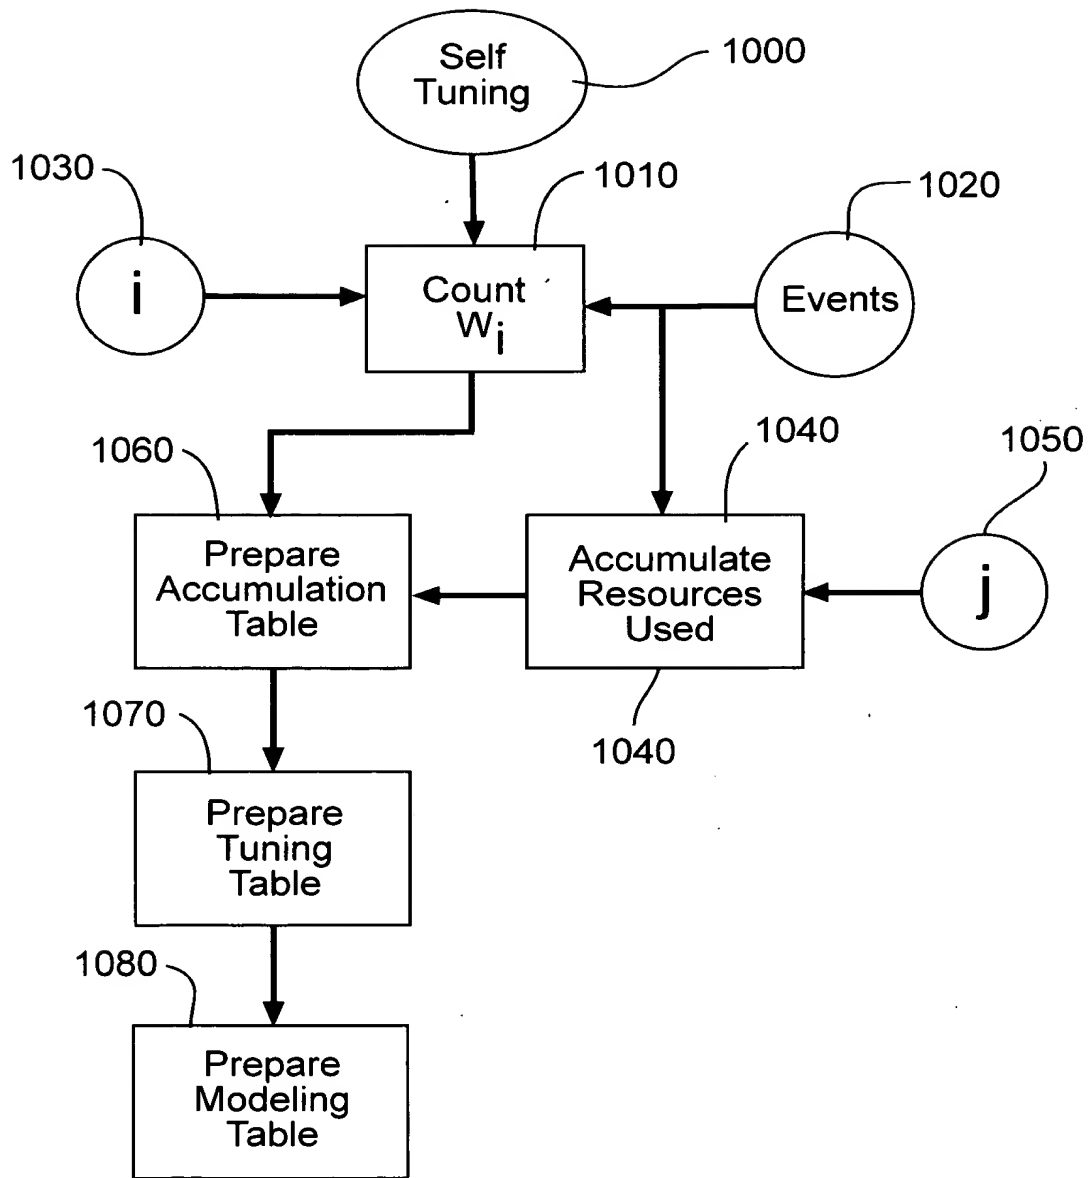 Self
Tuning
1000
1030
1010
1020
i
Count
Wi
Events
1060
1040
1050
Prepare
Accumulation
Table
Accumulate
Resources
Used
j
1070
1040
Prepare
Tuning
Table
1080
Prepare
Modeling
Table